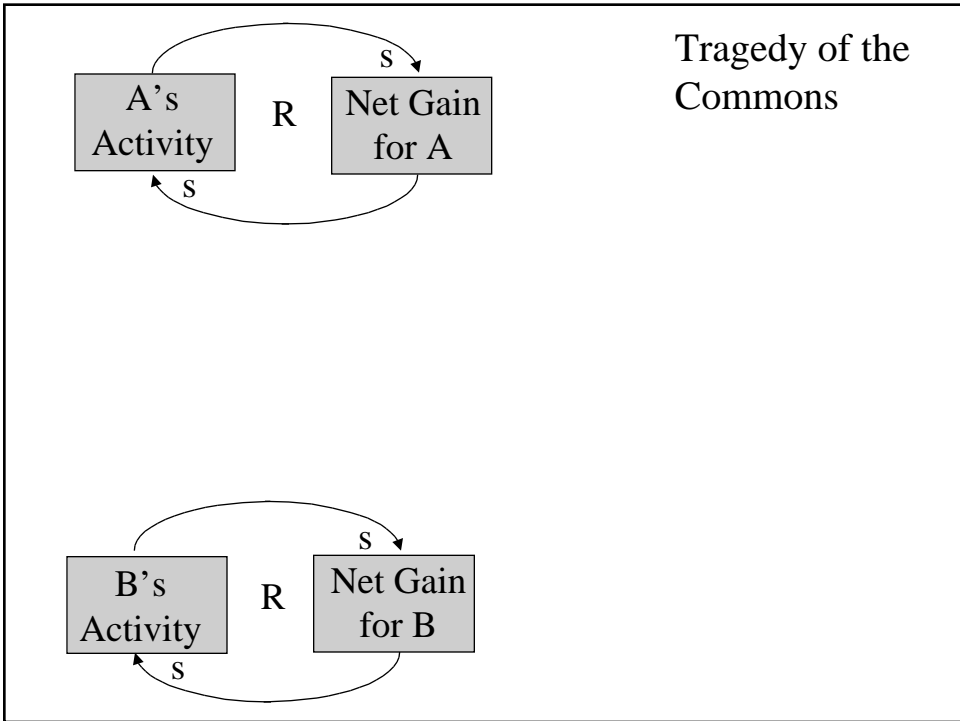 Tragedy of the
Commons
s
A's
Activity
R
Net Gain
for A
s
s
B's
Activity
R
Net Gain
for B
s